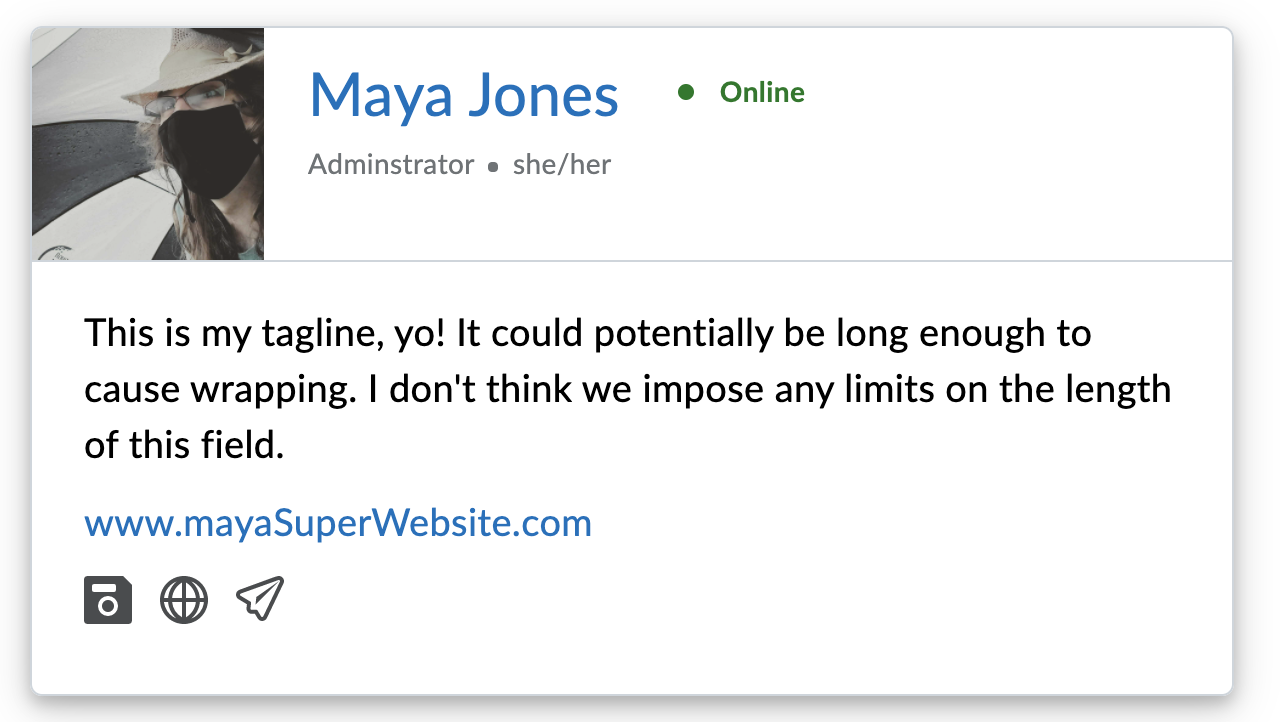 Maya Jones ● Online
Adminstrator • she/her
This is my tagline, yo! It could potentially be long enough to
cause wrapping. I don't think we impose any limits on the length
of this field.
www.mayaSuperWebsite.com